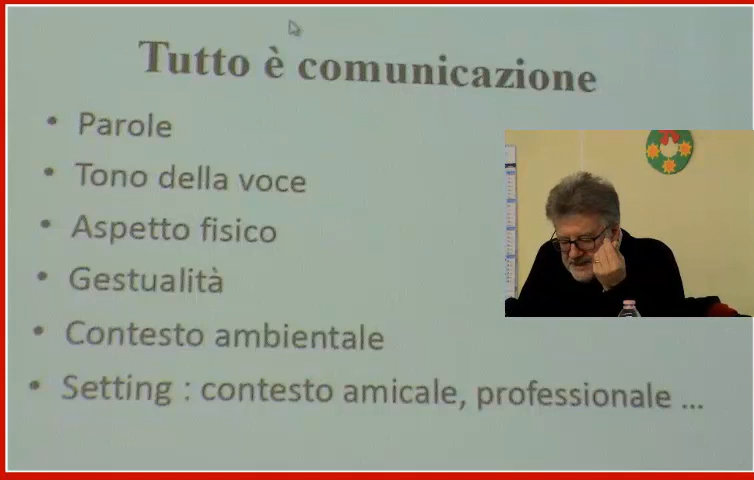 Tutto è comunicazione
• Parole
• Tono della voce
• Aspetto fisico
• Gestualità
• Contesto ambientale
• Setting : contesto amicale, professionale ...